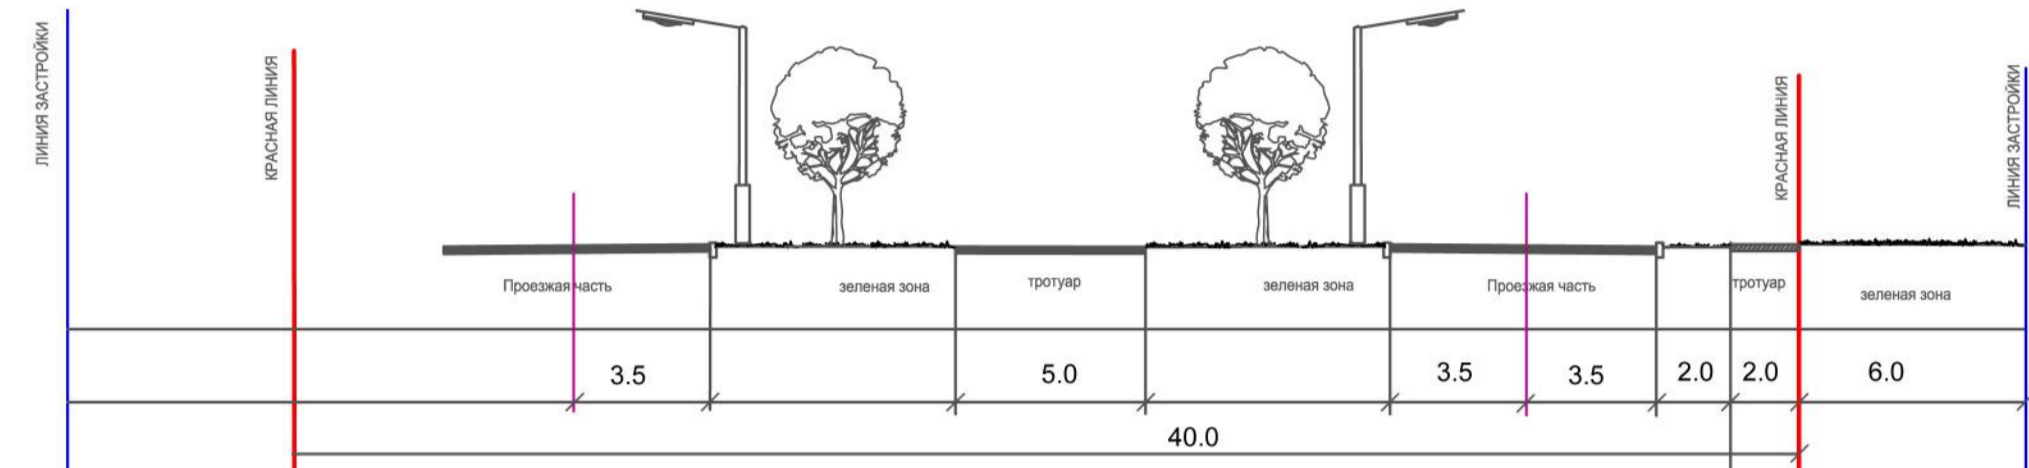 ЛИНИЯ ЗАСТРОЙКИ
КРАСНАЯ ЛИНИЯ
КРАСНАЯ ЛИНИЯ
ЛИНИЯ ЗАСТРОЙКИ
Проезжая часть
зеленая зона
тротуар
зеленая зона
Проезжая часть
тротуар
зеленая зона
3.5
5.0
3.5
3.5
2.0
2.0
6.0
40.0